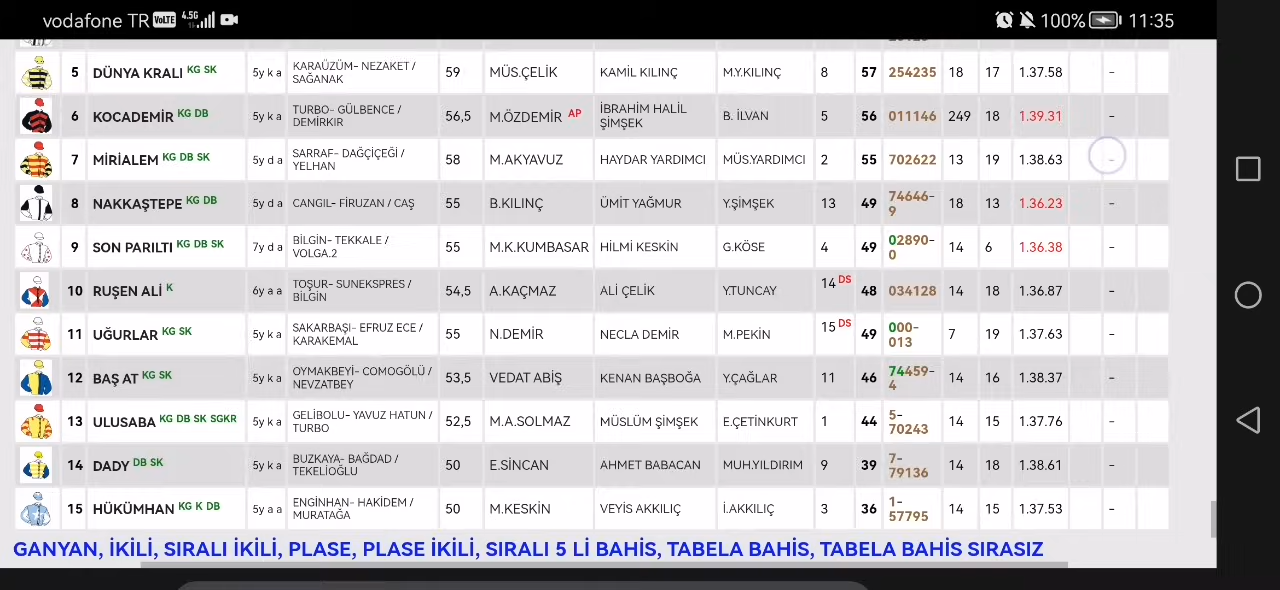 vodafone TR VoLTE 4.5G 1k 100% 11:35
5 DÜNYA KRALI KG SK 5y k a KARAÜZÜM- NEZAKET / SAĞANAK 59 MÜS.ÇELİK KAMİL KILINÇ M.Y.KILINÇ 8 57 254235 18 17 1.37.58 -
6 KOCADEMİR KG DB 5y k a TURBO- GÜLBENCE / DEMİRKIR 56,5 M.ÖZDEMİR AP İBRAHİM HALİL ŞİMŞEK B. İLVAN 5 56 011146 249 18 1.39.31 -
7 MİRİALEM KG DB SK 5y d a SARRAF- DAĞÇİÇEĞİ / YELHAN 58 M.AKYAVUZ HAYDAR YARDIMCI MÜS.YARDIMCI 2 55 702622 13 19 1.38.63 -
8 NAKKAŞTEPE KG DB 5y d a CANGIL- FİRUZAN / CAŞ 55 B.KILINÇ ÜMİT YAĞMUR Y.ŞİMŞEK 13 49 74646-9 18 13 1.36.23 -
9 SON PARILTI KG DB SK 7y d a BİLGİN- TEKKALE / VOLGA.2 55 M.K.KUMBASAR HİLMİ KESKİN G.KÖSE 4 49 02890-0 14 6 1.36.38 -
10 RUŞEN ALİ K 6y a a TOŞUR- SUNEKSPRES / BİLGİN 54,5 A.KAÇMAZ ALİ ÇELİK Y.TUNCAY 14 DS 48 034128 14 18 1.36.87 -
11 UĞURLAR KG SK 5y k a SAKARBAŞI- EFRUZ ECE / KARAKEMAL 55 N.DEMİR NECLA DEMİR M.PEKİN 15 DS 49 000-013 7 19 1.37.63 -
12 BAŞ AT KG SK 5y k a OYMAKBEYİ- COMOGÖLÜ / NEVZATBEY 53,5 VEDAT ABİŞ KENAN BAŞBOĞA Y.ÇAĞLAR 11 46 74459-4 14 16 1.38.37 -
13 ULUSABA KG DB SK SGKR 5y k a GELİBOLU- YAVUZ HATUN / TURBO 52,5 M.A.SOLMAZ MÜSLÜM ŞİMŞEK E.ÇETİNKURT 1 44 5-70243 14 15 1.37.76 -
14 DADY DB SK 5y k a BUZKAYA- BAĞDAD / TEKELİOĞLU 50 E.SİNCAN AHMET BABACAN MUH.YILDIRIM 9 39 7-79136 14 18 1.38.61 -
15 HÜKÜMHAN KG K DB 5y a a ENGİNHAN- HAKİDEM / MURATAĞA 50 M.KESKİN VEYİS AKKILIÇ İ.AKKILIÇ 3 36 1-57795 14 15 1.37.53 -
GANYAN, İKİLİ, SIRALI İKİLİ, PLASE, PLASE İKİLİ, SIRALI 5 Lİ BAHİS, TABELA BAHİS, TABELA BAHİS SIRASIZ